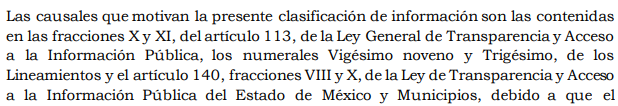 Las causales que motivan la presente clasificación de información son las contenidas
en las fracciones X y XI, del artículo 113, de la Ley General de Transparencia y Acceso
a la Información Pública, los numerales Vigésimo noveno y Trigésimo, de los
Lineamientos y el artículo 140, fracciones VIII y X, de la Ley de Transparencia y Acceso
a la Información Pública del Estado de México y Municipios, debido a que el